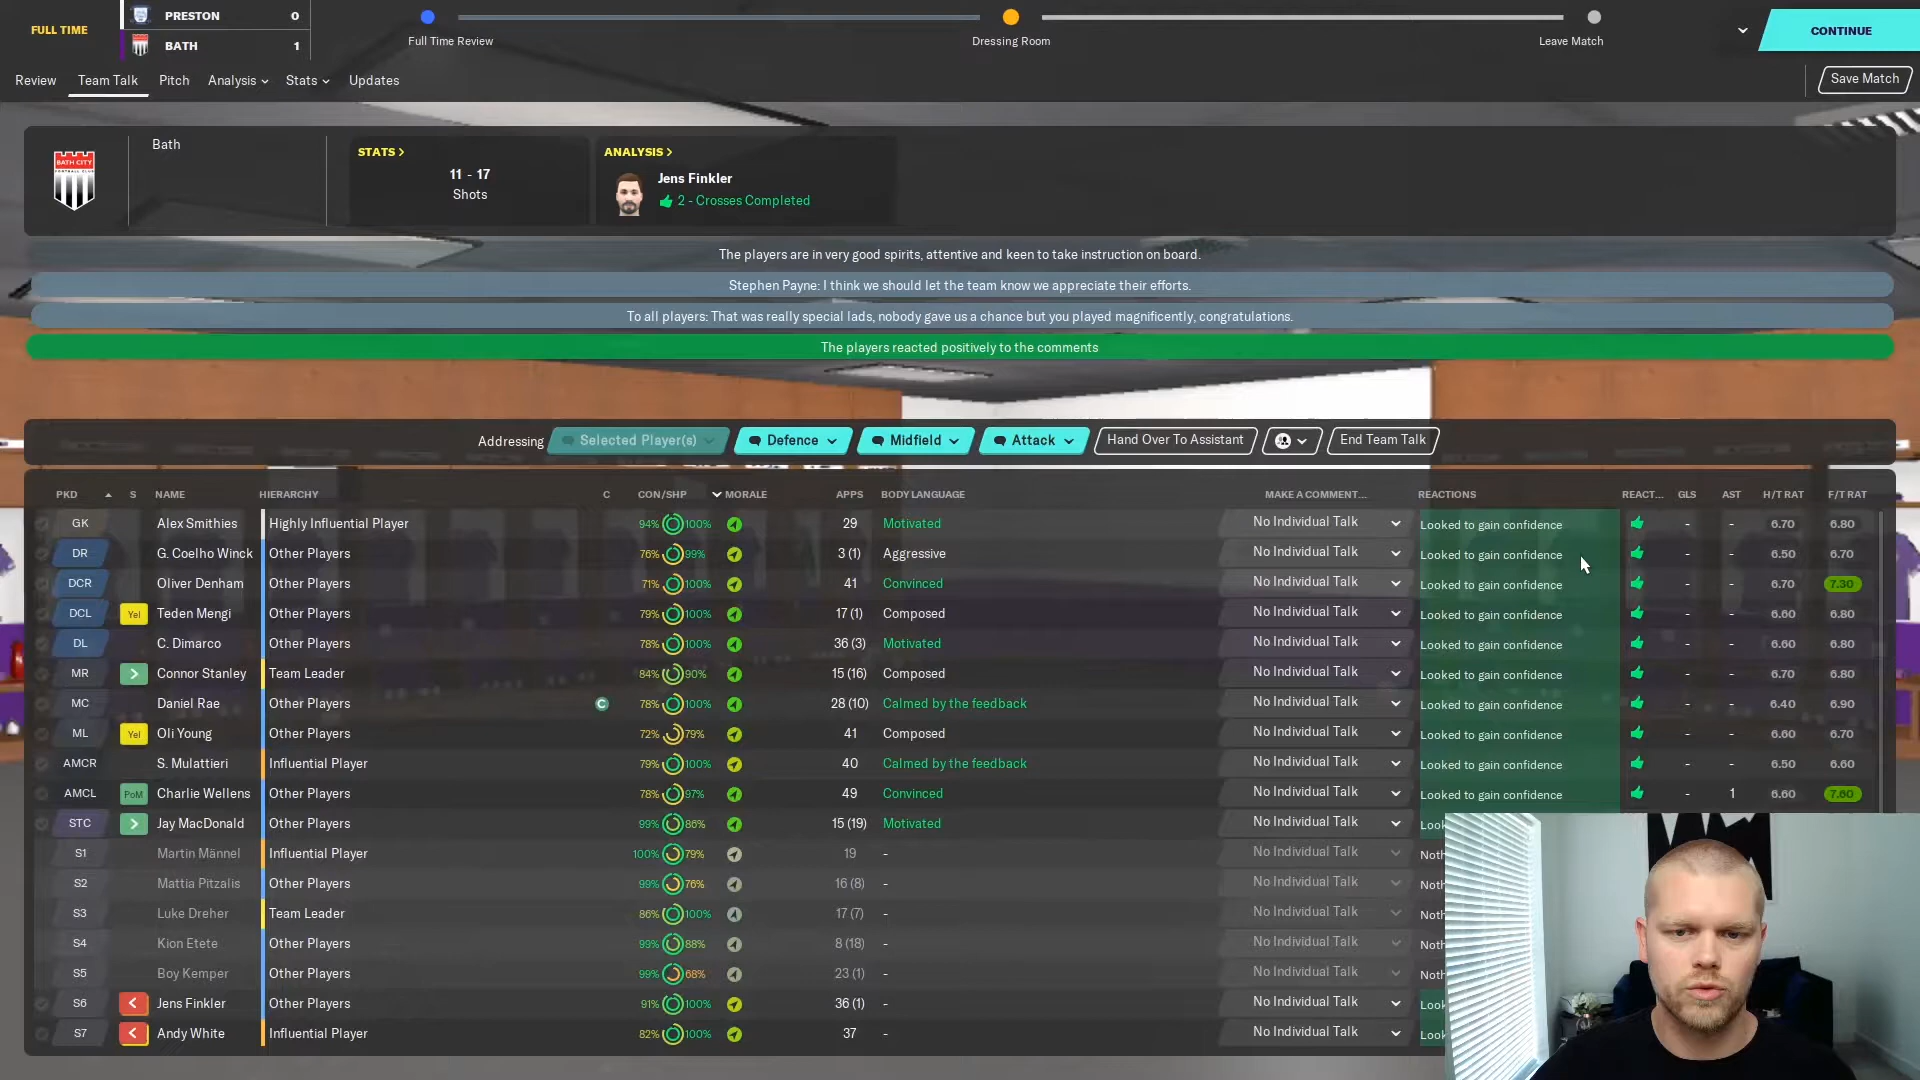 FULL TIME
PRESTON 0
BATH 1
Full Time Review
Dressing Room
Leave Match
CONTINUE
Review Team Talk Pitch Analysis Stats Updates
Save Match
BATH CITY
Bath
STATS >
11 - 17
Shots
ANALYSIS >
Jens Finkler
2 - Crosses Completed
The players are in very good spirits, attentive and keen to take instruction on board.
Stephen Payne: I think we should let the team know we appreciate their efforts.
To all players: That was really special lads, nobody gave us a chance but you played magnificently, congratulations.
The players reacted positively to the comments
Addressing Selected Player(s) Defence Midfield Attack Hand Over To Assistant End Team Talk
PKD S NAME HIERARCHY C CON/SHP MORALE APPS BODY LANGUAGE MAKE A COMMENT... REACTIONS REACT... GLS AST H/T RAT F/T RAT
GK Alex Smithies Highly Influential Player 94% 100% 29 Motivated No Individual Talk Looked to gain confidence - - 6.70 6.80
DR G. Coelho Winck Other Players 76% 99% 3 (1) Aggressive No Individual Talk Looked to gain confidence - - 6.50 6.70
DCR Oliver Denham Other Players 71% 100% 41 Convinced No Individual Talk Looked to gain confidence - - 6.70 7.30
DCL Yel Teden Mengi Other Players 79% 100% 17 (1) Composed No Individual Talk Looked to gain confidence - - 6.60 6.80
DL C. Dimarco Other Players 78% 100% 36 (3) Motivated No Individual Talk Looked to gain confidence - - 6.60 6.80
MR > Connor Stanley Team Leader 84% 90% 15 (16) Composed No Individual Talk Looked to gain confidence - - 6.70 6.80
MC Daniel Rae Other Players C 78% 100% 28 (10) Calmed by the feedback No Individual Talk Looked to gain confidence - - 6.40 6.90
ML Yel Oli Young Other Players 72% 79% 41 Composed No Individual Talk Looked to gain confidence - - 6.60 6.70
AMCR S. Mulattieri Influential Player 79% 100% 40 Calmed by the feedback No Individual Talk Looked to gain confidence - - 6.50 6.60
AMCL PoM Charlie Wellens Other Players 78% 97% 49 Convinced No Individual Talk Looked to gain confidence - 1 6.60 7.60
STC > Jay MacDonald Other Players 99% 86% 15 (19) Motivated No Individual Talk Look
S1 Martin Männel Influential Player 100% 79% 19 - No Individual Talk Noth
S2 Mattia Pitzalis Other Players 99% 76% 16 (8) - No Individual Talk Noth
S3 Luke Dreher Team Leader 86% 100% 17 (7) - No Individual Talk Noth
S4 Kion Etete Other Players 99% 88% 8 (18) - No Individual Talk Noth
S5 Boy Kemper Other Players 99% 68% 23 (1) - No Individual Talk Noth
S6 < Jens Finkler Other Players 91% 100% 36 (1) - No Individual Talk Look
S7 < Andy White Influential Player 82% 100% 37 - No Individual Talk Look